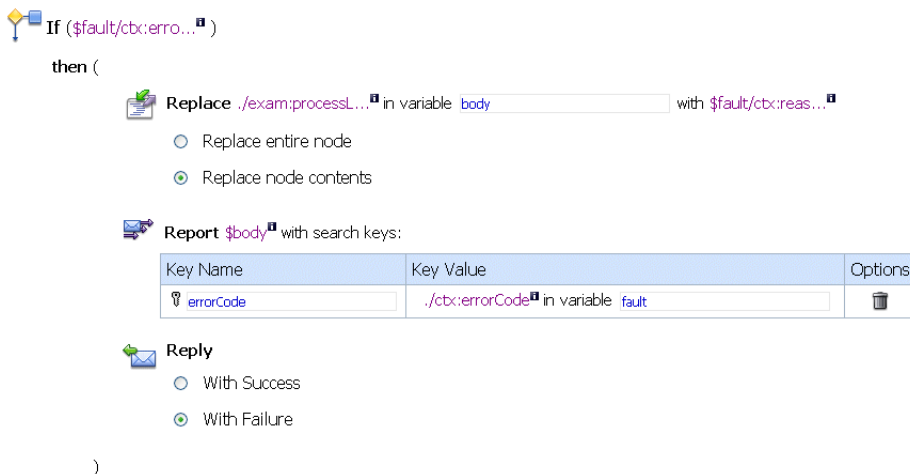 If ($fault/ctx:erro... )
then (
Replace ./exam:processL... in variable body with $fault/ctx:reas...
Replace entire node
Replace node contents
Report $body with search keys:
Key Name Key Value Options
errorCode ./ctx:errorCode in variable fault
Reply
With Success
With Failure
)